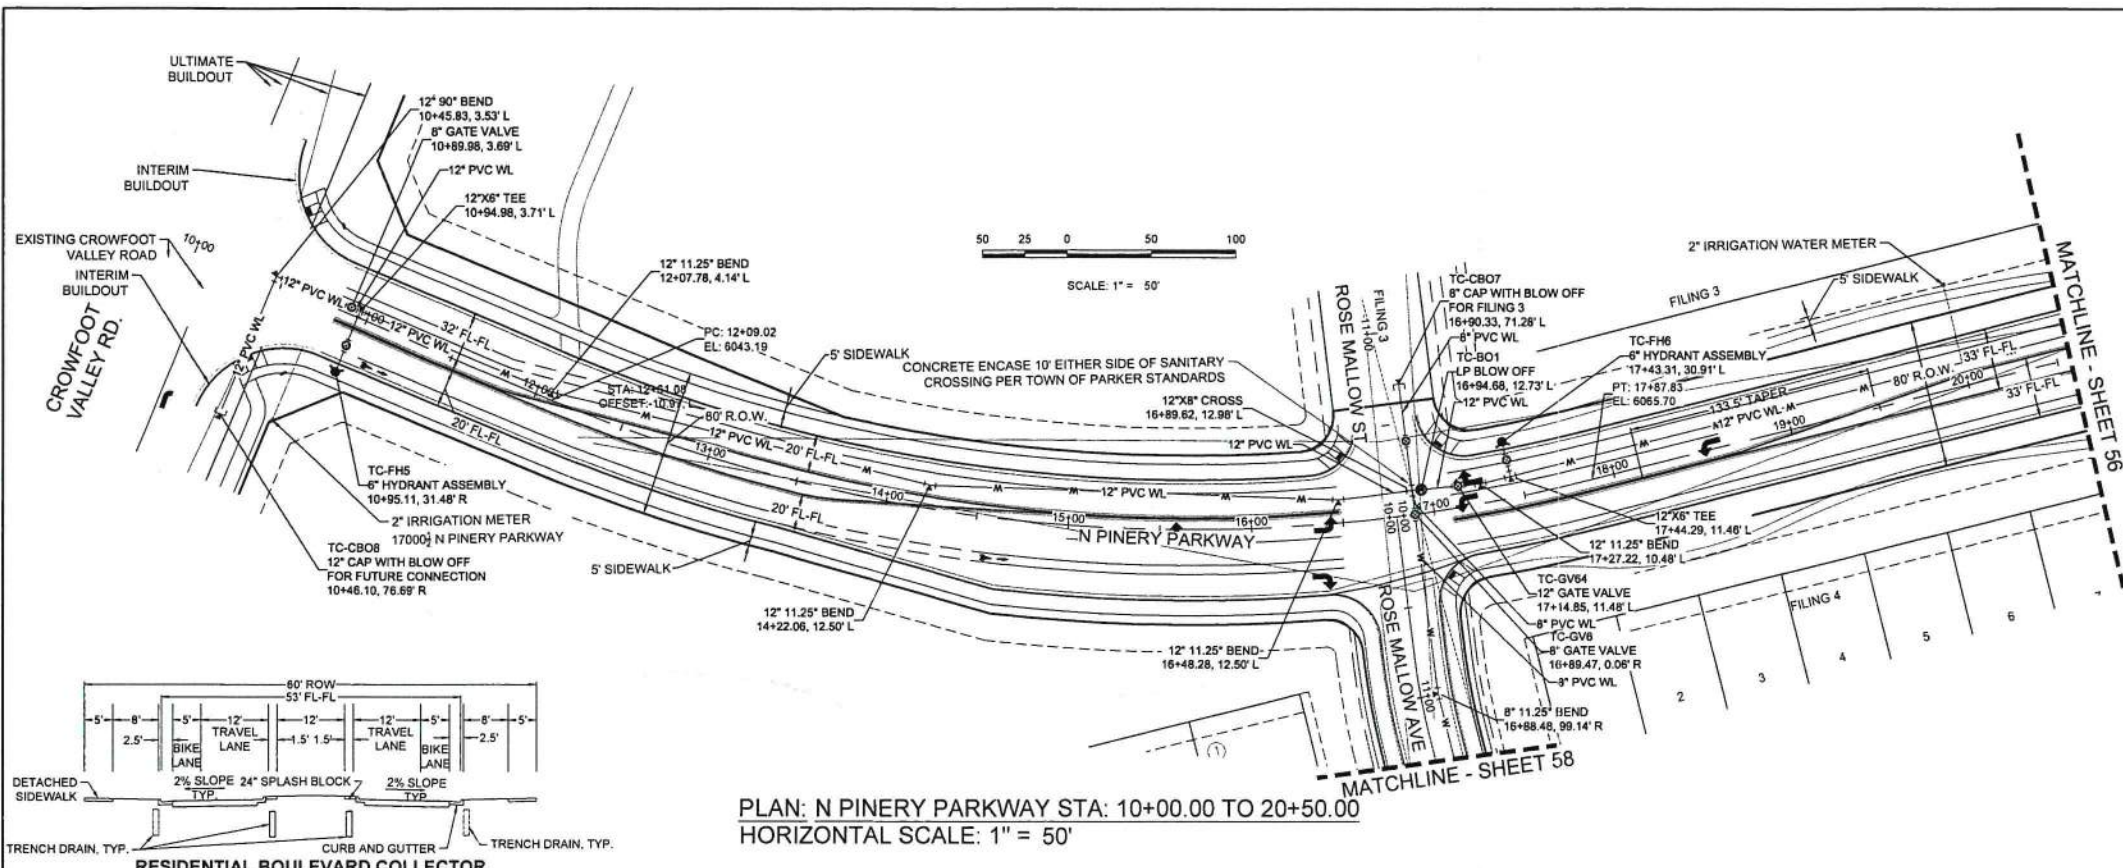 ULTIMATE
BUILDOUT
12" 90° BEND
10+45.83, 3.53' L
8" GATE VALVE
10+89.98, 3.69' L
12" PVC WL
12"X6" TEE
10+94.98, 3.71' L
INTERIM
BUILDOUT
EXISTING CROWFOOT
VALLEY ROAD
10+00
INTERIM
BUILDOUT
CROWFOOT
VALLEY RD.
12" PVC WL
12" PVC WL
12" PVC WL
32' FL-FL
12" 11.25° BEND
12+07.78, 4.14' L
PC: 12+09.02
EL: 6043.19
12+00
STA: 12+61.08
OFFSET: -10.97, L
80' R.O.W.
5' SIDEWALK
50 25 0 50 100
SCALE: 1" = 50'
CONCRETE ENCASE 10' EITHER SIDE OF SANITARY
CROSSING PER TOWN OF PARKER STANDARDS
12"X8" CROSS
16+89.62, 12.98' L
12" PVC WL
ROSE MALLOW ST
FILING 3
11+00
TC-CBO7
8" CAP WITH BLOW OFF
FOR FILING 3
16+90.33, 71.28' L
8" PVC WL
TC-BO1
LP BLOW OFF
16+94.68, 12.73' L
12" PVC WL
FILING 3
2" IRRIGATION WATER METER
5' SIDEWALK
TC-FH6
6" HYDRANT ASSEMBLY
17+43.31, 30.91' L
PT: 17+87.83
EL: 6065.70
133.5' TAPER
12" PVC WL
80' R.O.W.
33' FL-FL
33' FL-FL
18+00
19+00
20+00
MATCHLINE - SHEET 56
20' FL-FL
12" PVC WL
20' FL-FL
13+00
14+00
20' FL-FL
12" PVC WL
15+00
16+00
17+00
10+00
10+00
N PINERY PARKWAY
TC-FH5
6" HYDRANT ASSEMBLY
10+95.11, 31.48' R
2" IRRIGATION METER
17000½ N PINERY PARKWAY
TC-CBO8
12" CAP WITH BLOW OFF
FOR FUTURE CONNECTION
10+46.10, 76.69' R
5' SIDEWALK
12" 11.25° BEND
14+22.06, 12.50' L
12" 11.25° BEND
16+48.28, 12.50' L
12"X6" TEE
17+44.29, 11.46' L
12" 11.25° BEND
17+27.22, 10.48' L
TC-GV64
12" GATE VALVE
17+14.85, 11.48' L
8" PVC WL
TC-GV6
8" GATE VALVE
16+89.47, 0.06' R
8" PVC WL
8" 11.25° BEND
16+88.48, 99.14' R
ROSE MALLOW AVE
11+00
FILING 4
2
3
4
5
6
7
1
MATCHLINE - SHEET 58
60' ROW
53' FL-FL
5' 8' 5' 12' 12' 12' 5' 8' 5'
2.5' BIKE LANE TRAVEL LANE 1.5' 1.5' TRAVEL LANE BIKE LANE 2.5'
DETACHED
SIDEWALK
2% SLOPE
TYP.
24" SPLASH BLOCK
2% SLOPE
TYP
TRENCH DRAIN, TYP.
CURB AND GUTTER
TRENCH DRAIN, TYP.
RESIDENTIAL BOULEVARD COLLECTOR
PLAN: N PINERY PARKWAY STA: 10+00.00 TO 20+50.00
HORIZONTAL SCALE: 1" = 50'